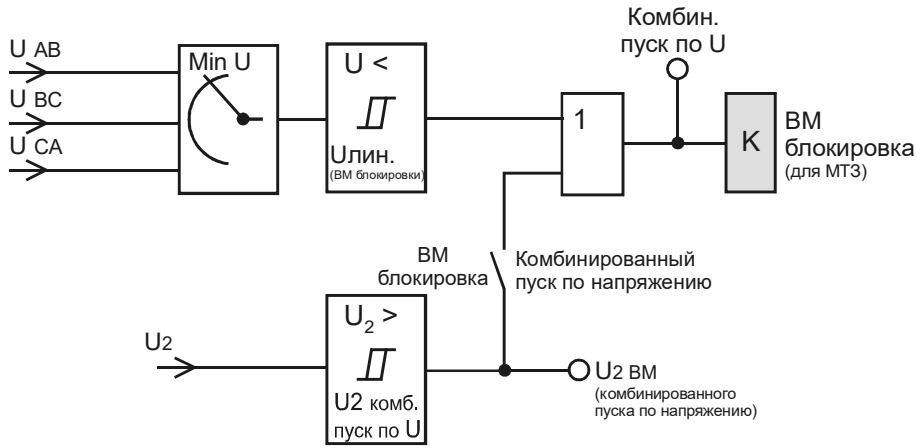 Комбин.
пуск по U
U AB
U BC
U CA
Min U
U <
Uлин.
(ВМ блокировки)
1
K
ВМ
блокировка
(для МТЗ)
ВМ
блокировка
Комбинированный
пуск по напряжению
U2
U2 >
U2 комб.
пуск по U
U2 ВМ
(комбинированного
пуска по напряжению)